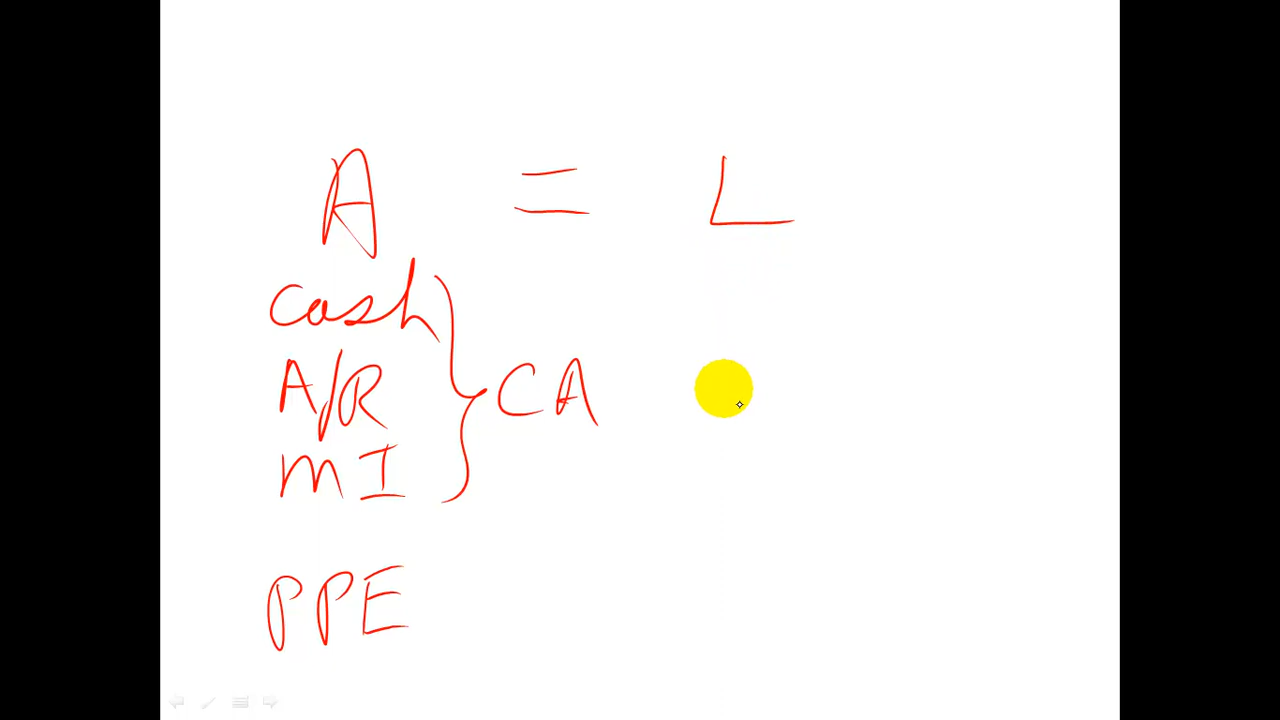 A = L
cash
A/R
CA
MI
PPE